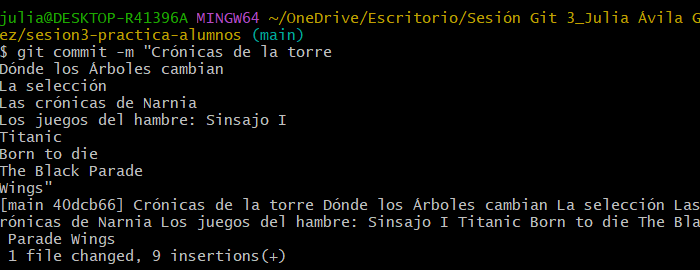 julia@DESKTOP-R41396A MINGW64 ~/OneDrive/Escritorio/Sesión Git 3_Julia Ávila G
ez/sesion3-practica-alumnos (main)
$ git commit -m "Crónicas de la torre
Dónde los Árboles cambian
La selección
Las crónicas de Narnia
Los juegos del hambre: Sinsajo I
Titanic
Born to die
The Black Parade
Wings"
[main 40dcb66] Crónicas de la torre Dónde los Árboles cambian La selección Las
rónicas de Narnia Los juegos del hambre: Sinsajo I Titanic Born to die The Bla
Parade Wings
1 file changed, 9 insertions(+)